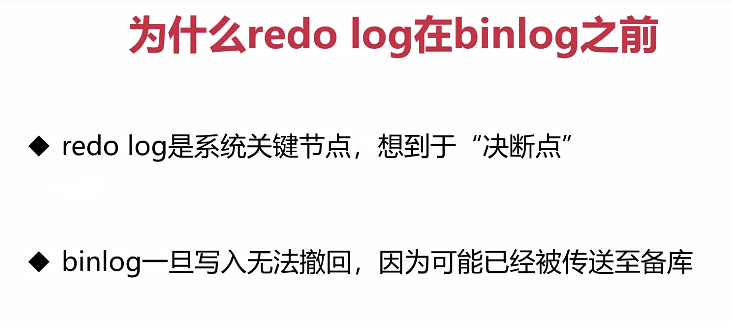 为什么redo log在binlog之前
◆ redo log是系统关键节点，想到于“决断点”
◆ binlog一旦写入无法撤回，因为可能已经被传送至备库